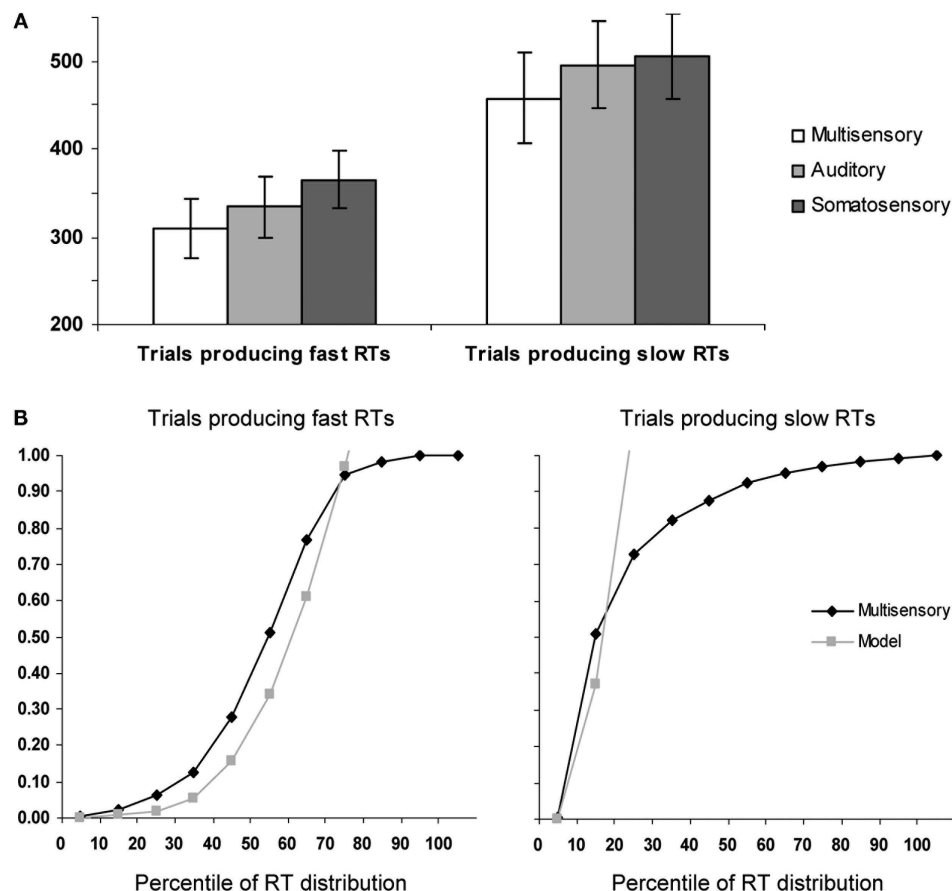 A
500
400
300
200
Multisensory
Auditory
Somatosensory
Trials producing fast RTs
Trials producing slow RTs
B
Trials producing fast RTs
Trials producing slow RTs
1.00
0.90
0.80
0.70
0.60
0.50
0.40
0.30
0.20
0.10
0.00
Multisensory
Model
0 10 20 30 40 50 60 70 80 90 100
0 10 20 30 40 50 60 70 80 90 100
Percentile of RT distribution
Percentile of RT distribution